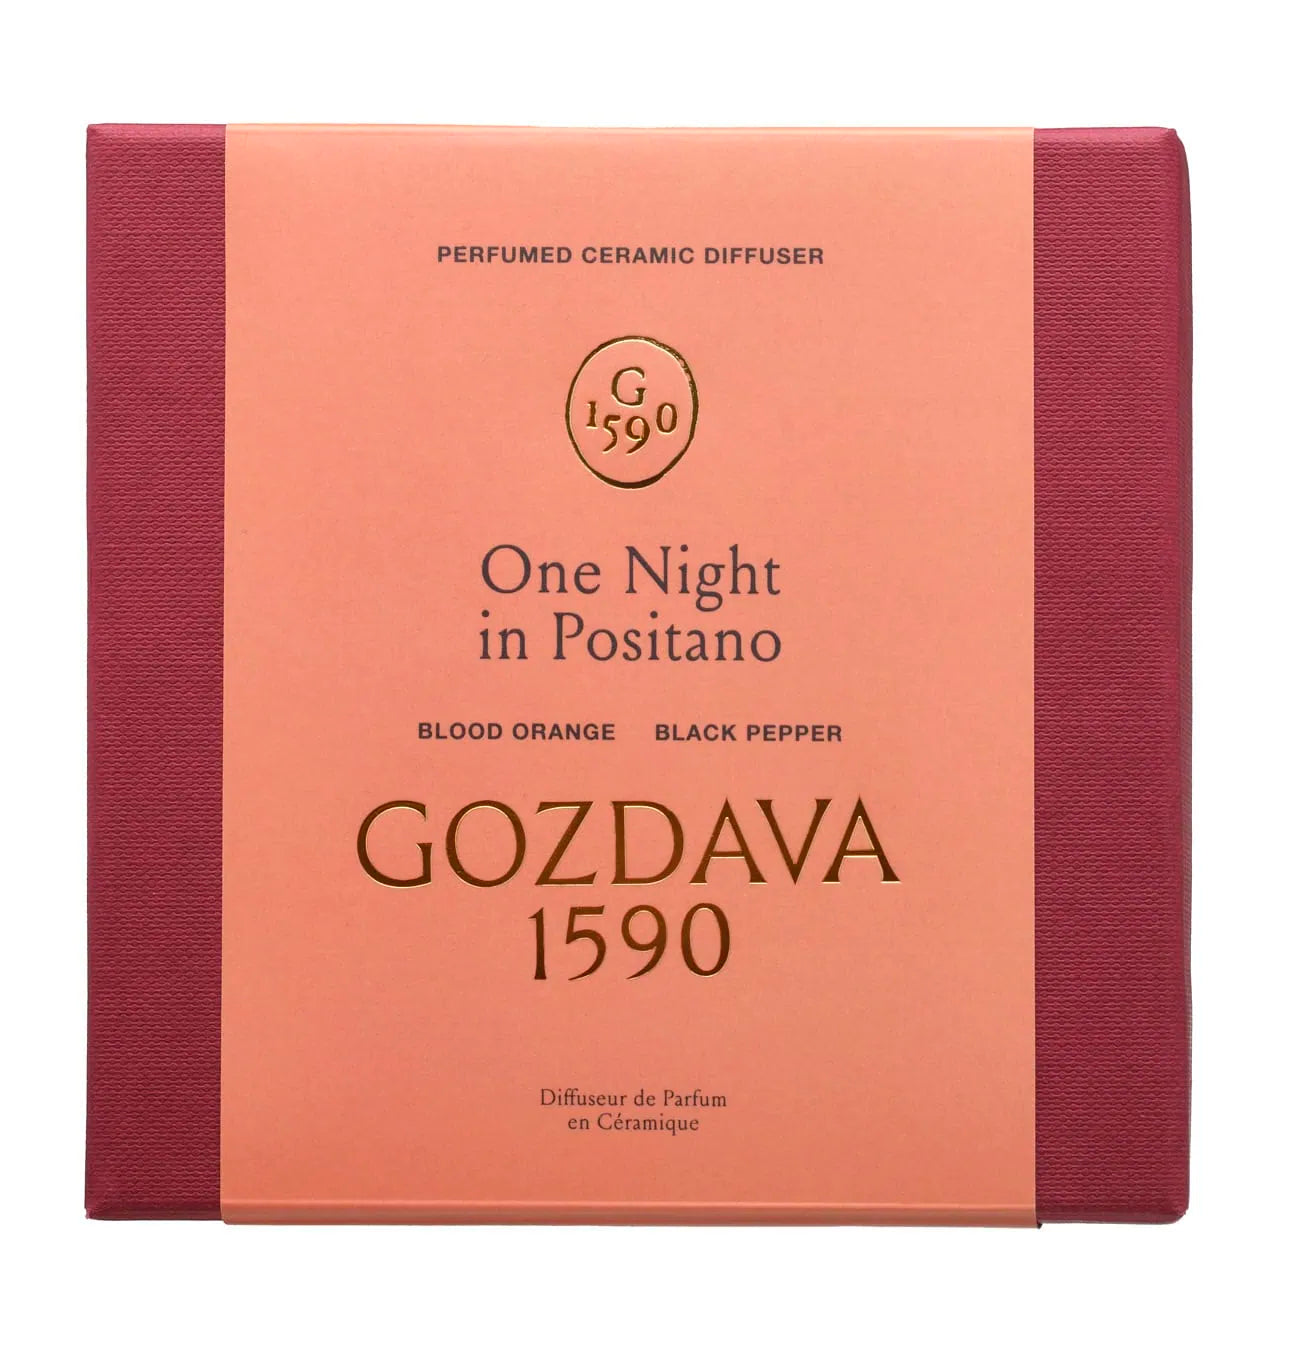 PERFUMED CERAMIC DIFFUSER
G
1590
One Night
in Positano
BLOOD ORANGE BLACK PEPPER
GOZDAVA
1590
Diffuseur de Parfum
en Céramique